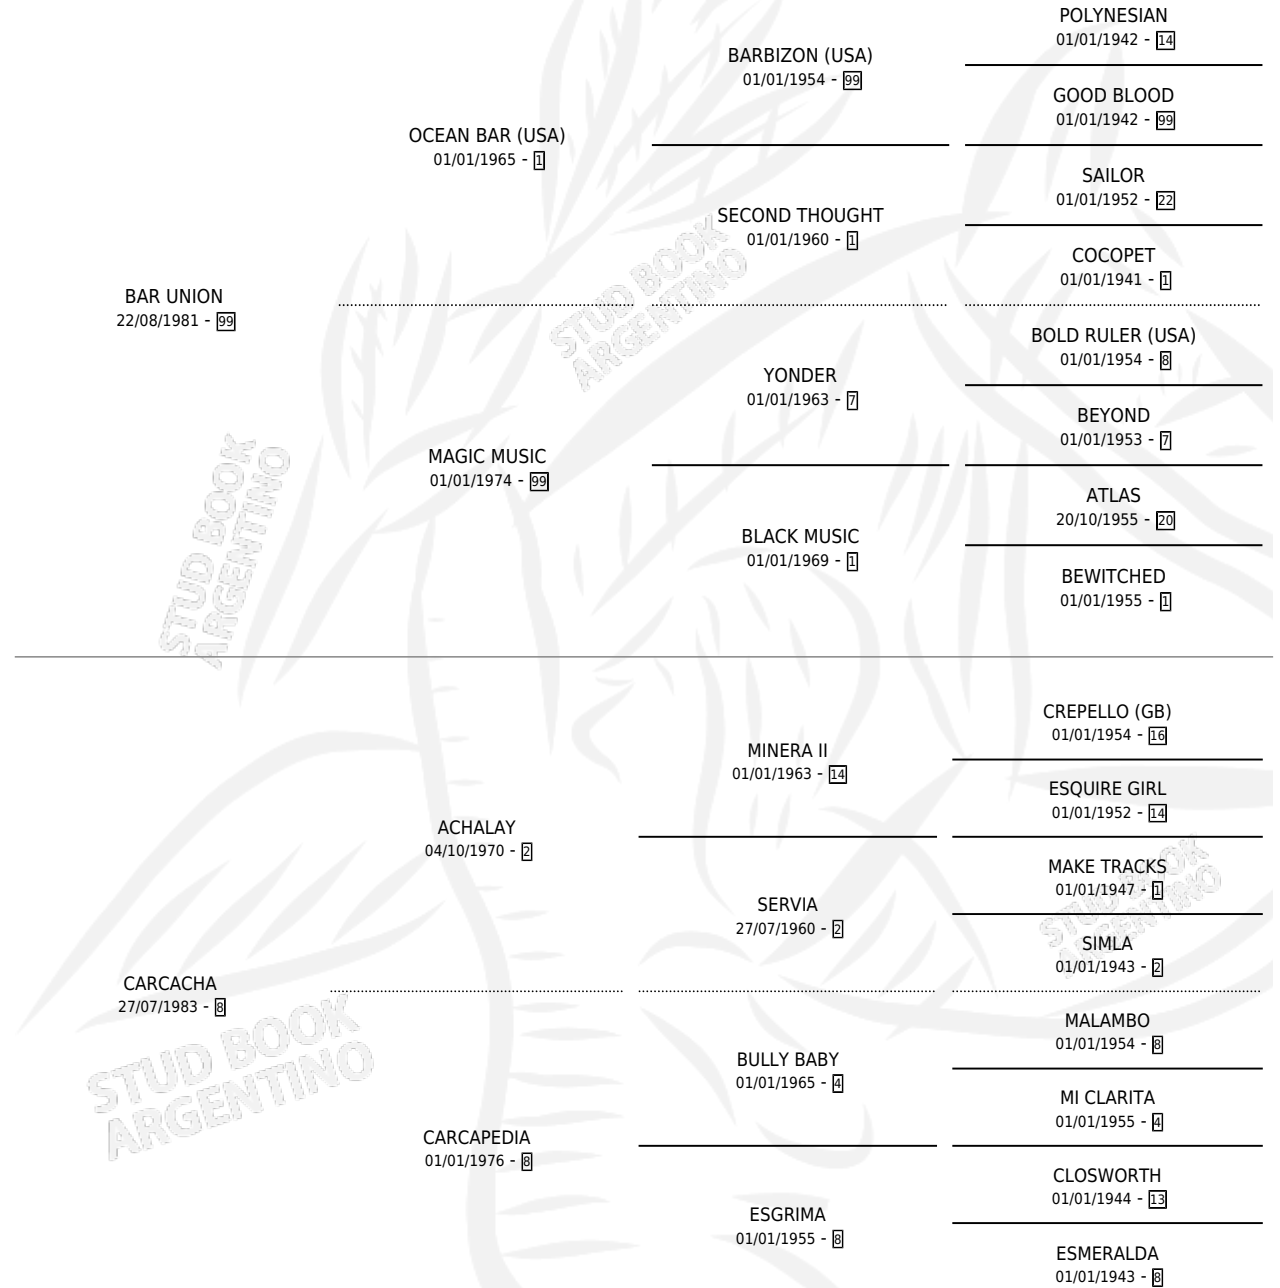 POLYNESIAN
01/01/1942 - 14
BARBIZON (USA)
01/01/1954 - 99
GOOD BLOOD
01/01/1942 - 99
OCEAN BAR (USA)
01/01/1965 - 1
SAILOR
01/01/1952 - 22
SECOND THOUGHT
01/01/1960 - 1
COCOPET
01/01/1941 - 1
BAR UNION
22/08/1981 - 99
BOLD RULER (USA)
01/01/1954 - 8
YONDER
01/01/1963 - 7
BEYOND
01/01/1953 - 7
MAGIC MUSIC
01/01/1974 - 99
ATLAS
20/10/1955 - 20
BLACK MUSIC
01/01/1969 - 1
BEWITCHED
01/01/1955 - 1
CREPELLO (GB)
01/01/1954 - 16
MINERA II
01/01/1963 - 14
ESQUIRE GIRL
01/01/1952 - 14
ACHALAY
04/10/1970 - 2
MAKE TRACKS
01/01/1947 - 1
SERVIA
27/07/1960 - 2
SIMLA
01/01/1943 - 2
CARCACHA
27/07/1983 - 8
MALAMBO
01/01/1954 - 8
BULLY BABY
01/01/1965 - 4
MI CLARITA
01/01/1955 - 4
CARCAPEDIA
01/01/1976 - 8
CLOSWORTH
01/01/1944 - 13
ESGRIMA
01/01/1955 - 8
ESMERALDA
01/01/1943 - 8
STUD BOOK
ARGENTINO
STUD BOOK
ARGENTINO
STUD BOOK
ARGENTINO
STUD BOOK
ARGENTINO